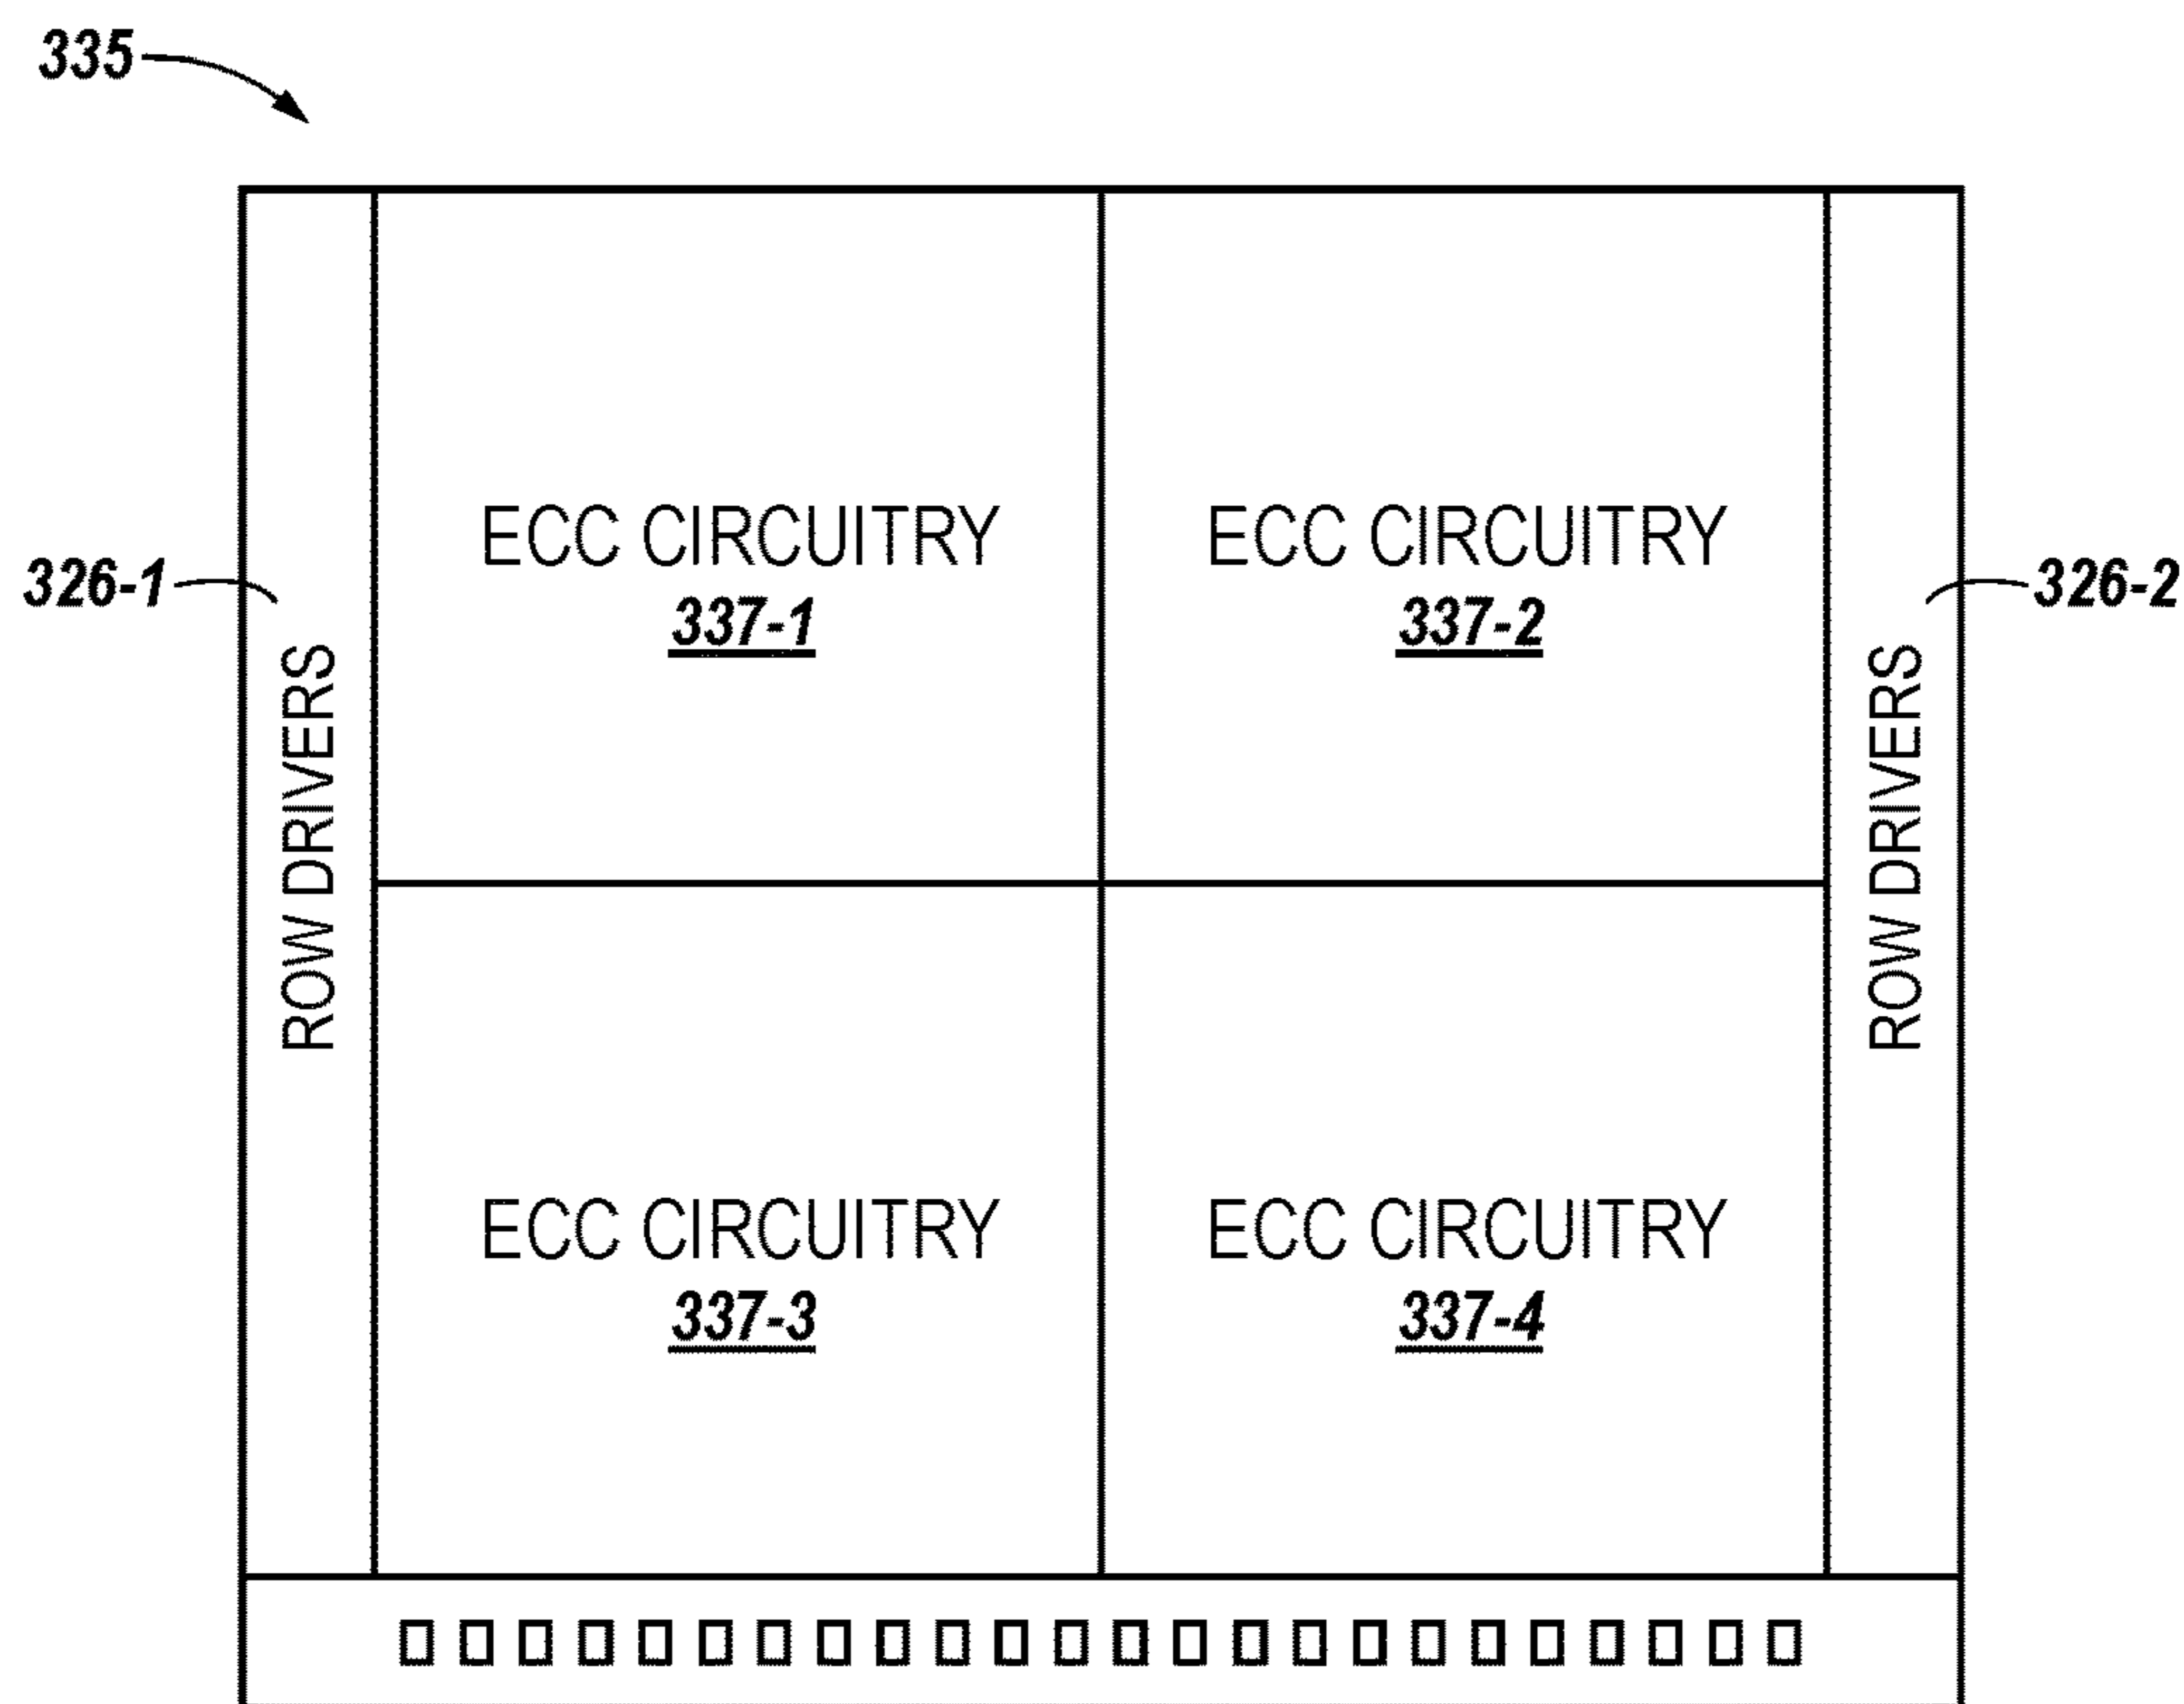 335
ECC CIRCUITRY
337-1
ECC CIRCUITRY
337-2
326-1
326-2
ROW DRIVERS
ROW DRIVERS
ECC CIRCUITRY
337-3
ECC CIRCUITRY
337-4